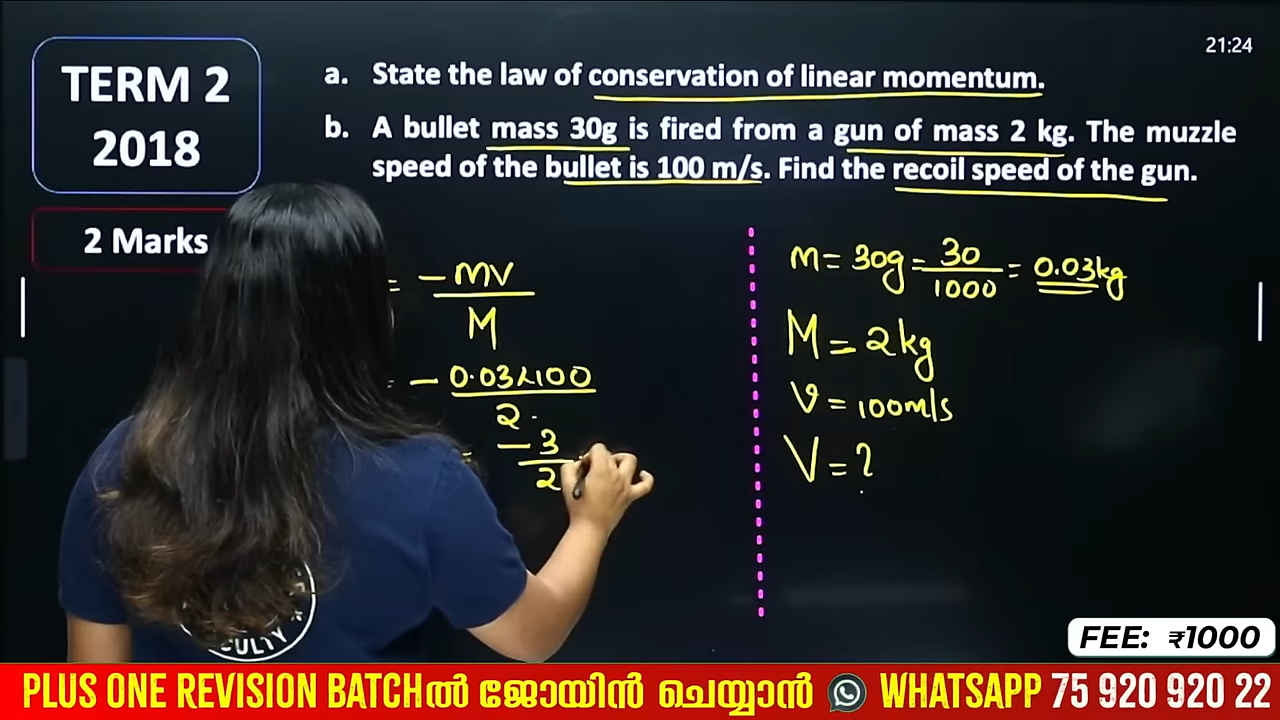 21:24
TERM 2
2018
2 Marks
a. State the law of conservation of linear momentum.
b. A bullet mass 30g is fired from a gun of mass 2 kg. The muzzle
speed of the bullet is 100 m/s. Find the recoil speed of the gun.
= -mv
M
= - 0.03×100
2
= -3
2
m = 30g = 30 = 0.03kg
1000
M = 2kg
v = 100m/s
V = ?
CULTY
FEE: ₹1000
PLUS ONE REVISION BATCHൽ ജോയിൻ ചെയ്യാൻ WHATSAPP 75 920 920 22